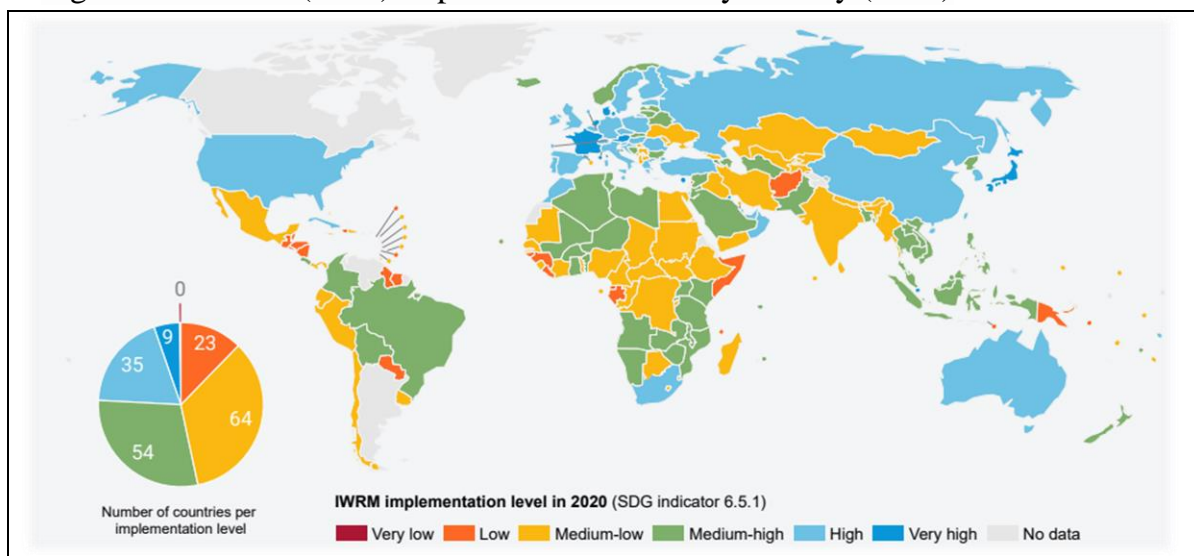 0
9
23
35
64
54
Number of countries per
implementation level
IWRM implementation level in 2020 (SDG indicator 6.5.1)
Very low Low Medium-low Medium-high High Very high No data